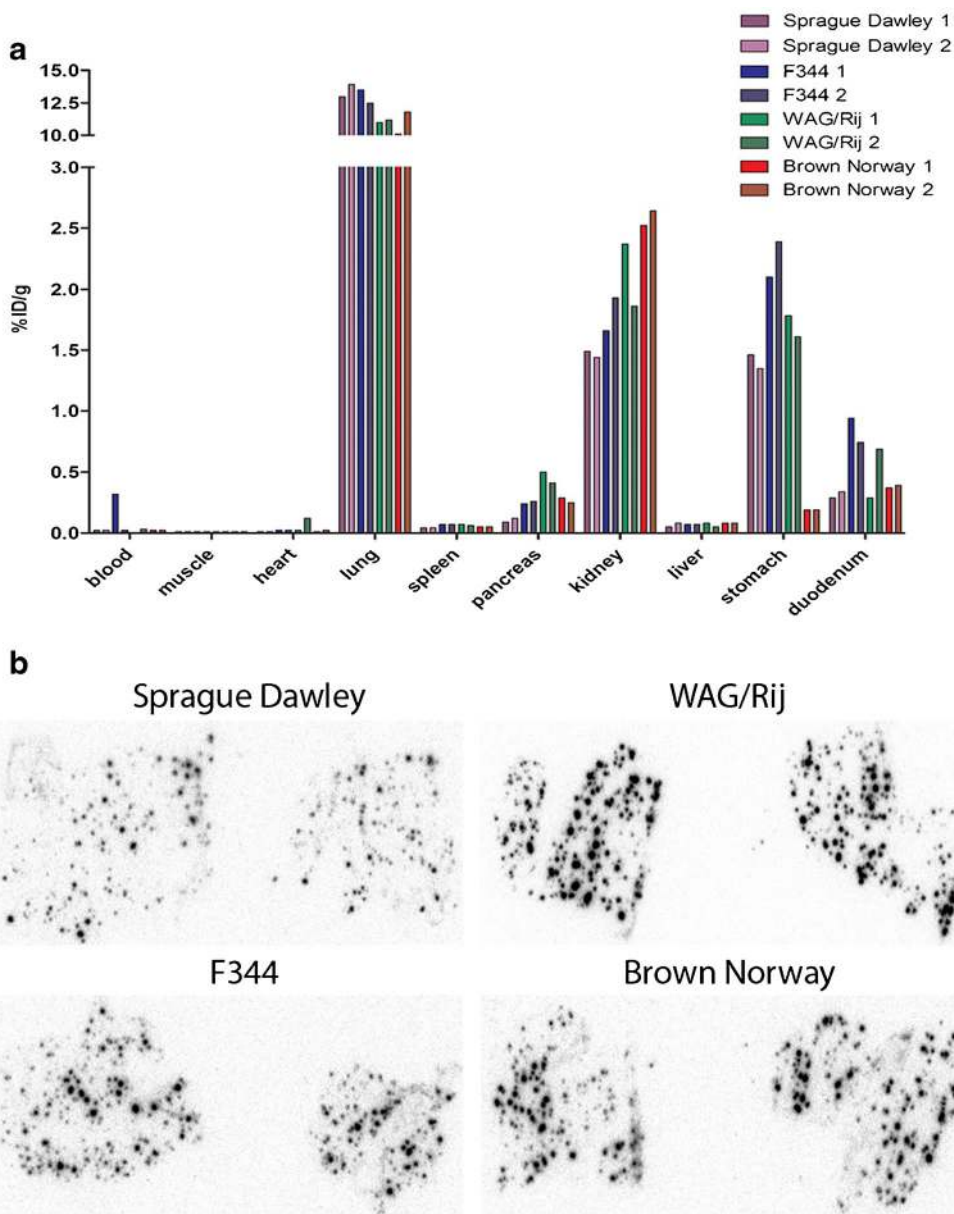 a
Sprague Dawley 1
Sprague Dawley 2
F344 1
F344 2
WAG/Rij 1
WAG/Rij 2
Brown Norway 1
Brown Norway 2
15.0
12.5
10.0
3.0
2.5
2.0
1.5
1.0
0.5
0.0
%ID/g
blood
muscle
heart
lung
spleen
pancreas
kidney
liver
stomach
duodenum
b
Sprague Dawley
WAG/Rij
F344
Brown Norway